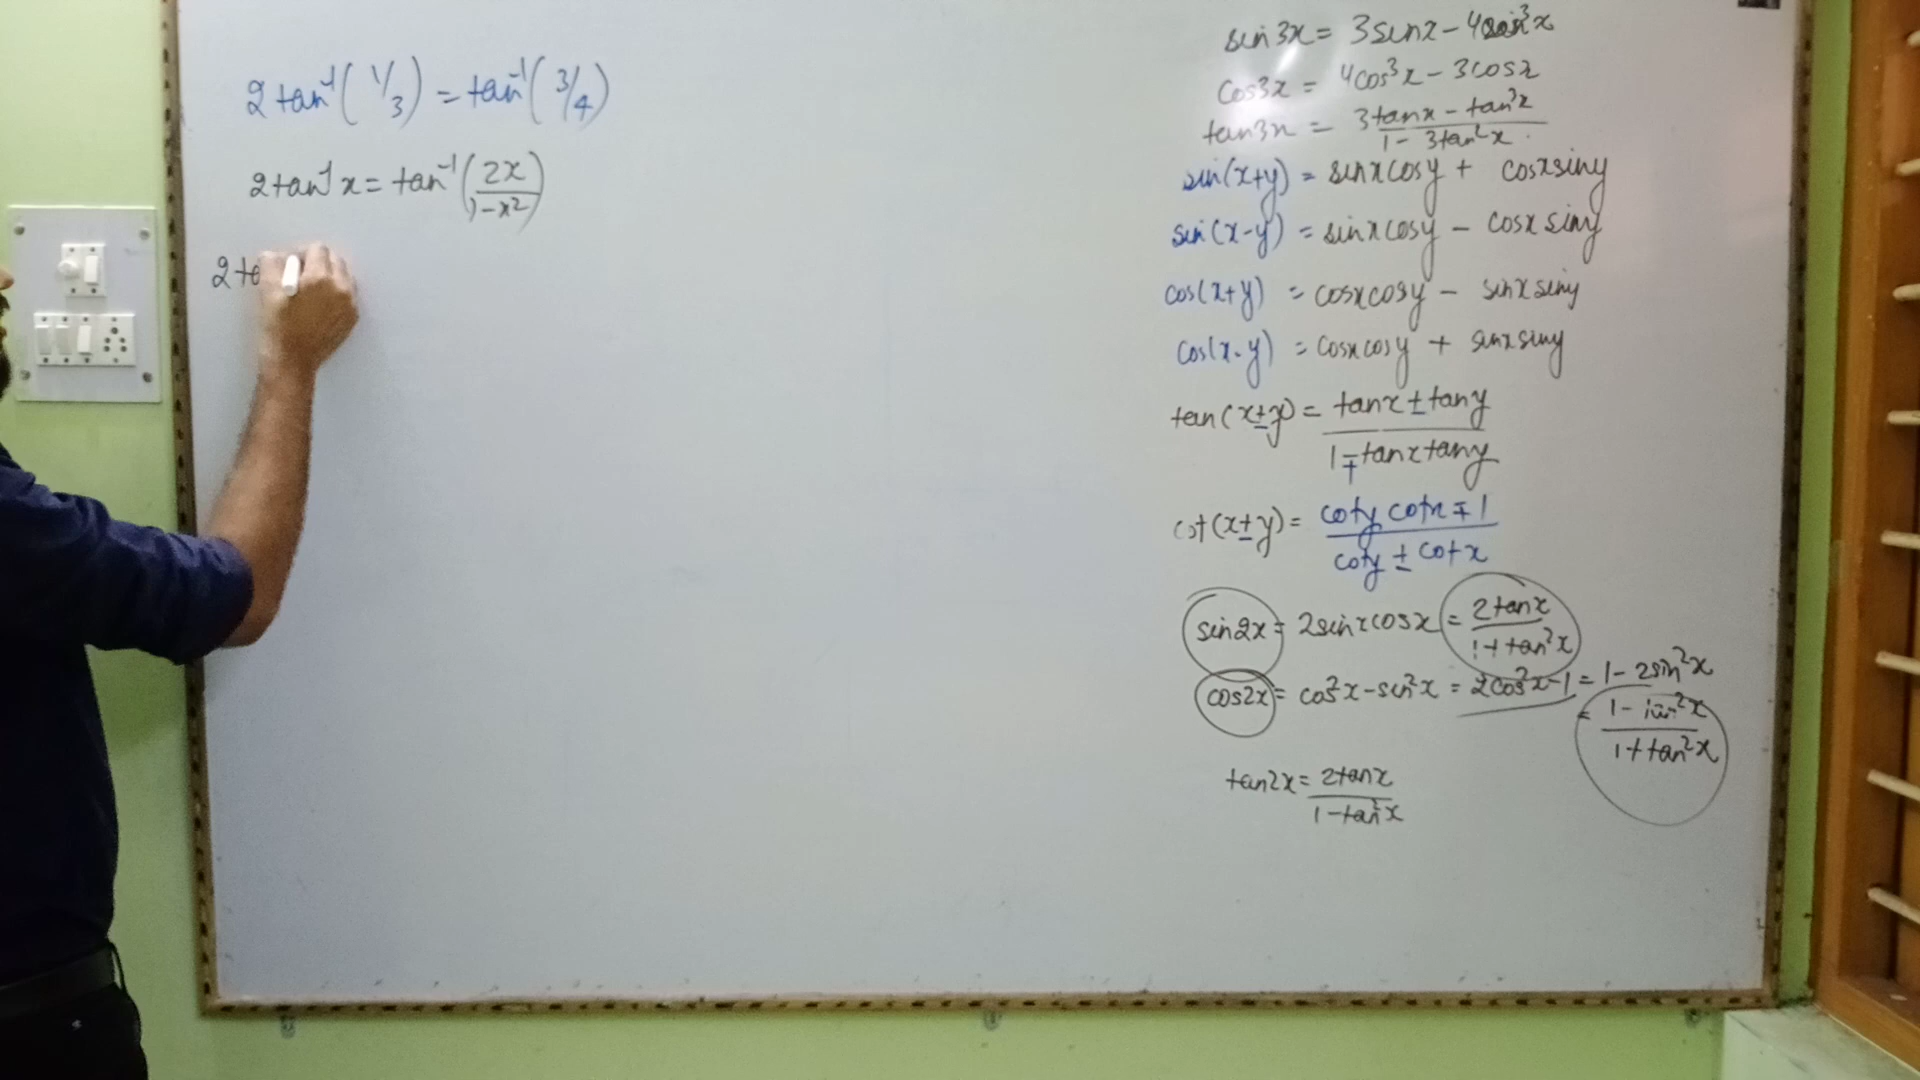 2 tan⁻¹(1/3) = tan⁻¹(3/4)
2 tan⁻¹ x = tan⁻¹(2x/1-x²)
2 ta
sin3x = 3sinx - 4sin³x
cos3x = 4cos³x - 3cosx
tan3x = 3tanx - tan³x / 1 - 3tan²x
sin(x+y) = sinxcosy + cosxsiny
sin(x-y) = sinxcosy - cosxsiny
cos(x+y) = cosxcosy - sinxsiny
cos(x-y) = cosxcosy + sinxsiny
tan(x±y) = tanx ± tany / 1 ∓ tanxtany
cot(x±y) = coty cotx ∓ 1 / coty ± cotx
sin2x = 2sinxcosx = 2tanx / 1+tan²x
cos2x = cos²x - sin²x = 2cos²x-1 = 1-2sin²x
= 1-tan²x / 1+tan²x
tan2x = 2tanx / 1-tan²x